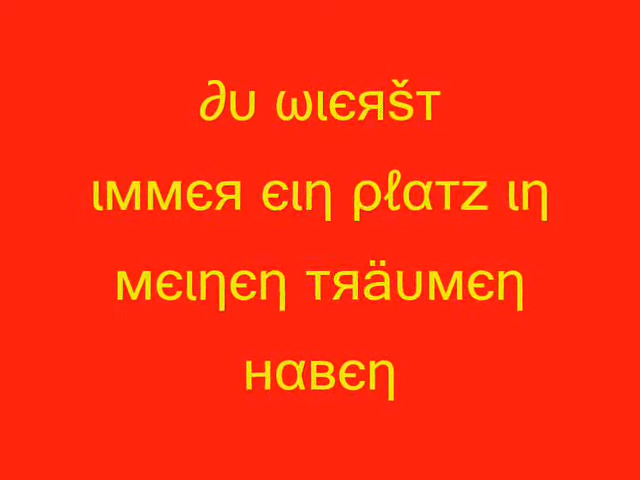 ∂υ ωιєяšт
ιммєя єιη ρℓαтz ιη
мєιηєη тяäυмєη
нαвєη